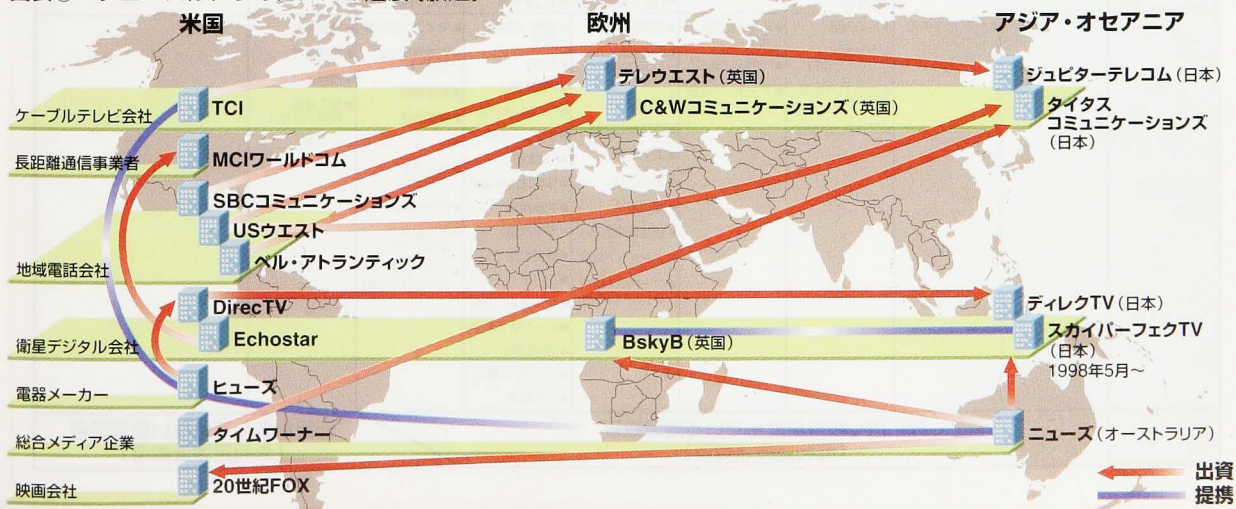 米国
欧州
アジア・オセアニア
ケーブルテレビ会社
TCI
テレウエスト(英国)
C&Wコミュニケーションズ(英国)
ジュピターテレコム(日本)
タイタス
コミュニケーションズ
(日本)
長距離通信事業者
MCIワールドコム
SBCコミュニケーションズ
USウエスト
ベル・アトランティック
地域電話会社
DirecTV
ディレクTV(日本)
衛星デジタル会社
Echostar
BskyB(英国)
スカイパーフェクTV
(日本)
1998年5月~
電器メーカー
ヒューズ
総合メディア企業
タイムワーナー
ニューズ(オーストラリア)
映画会社
20世紀FOX
出資
提携